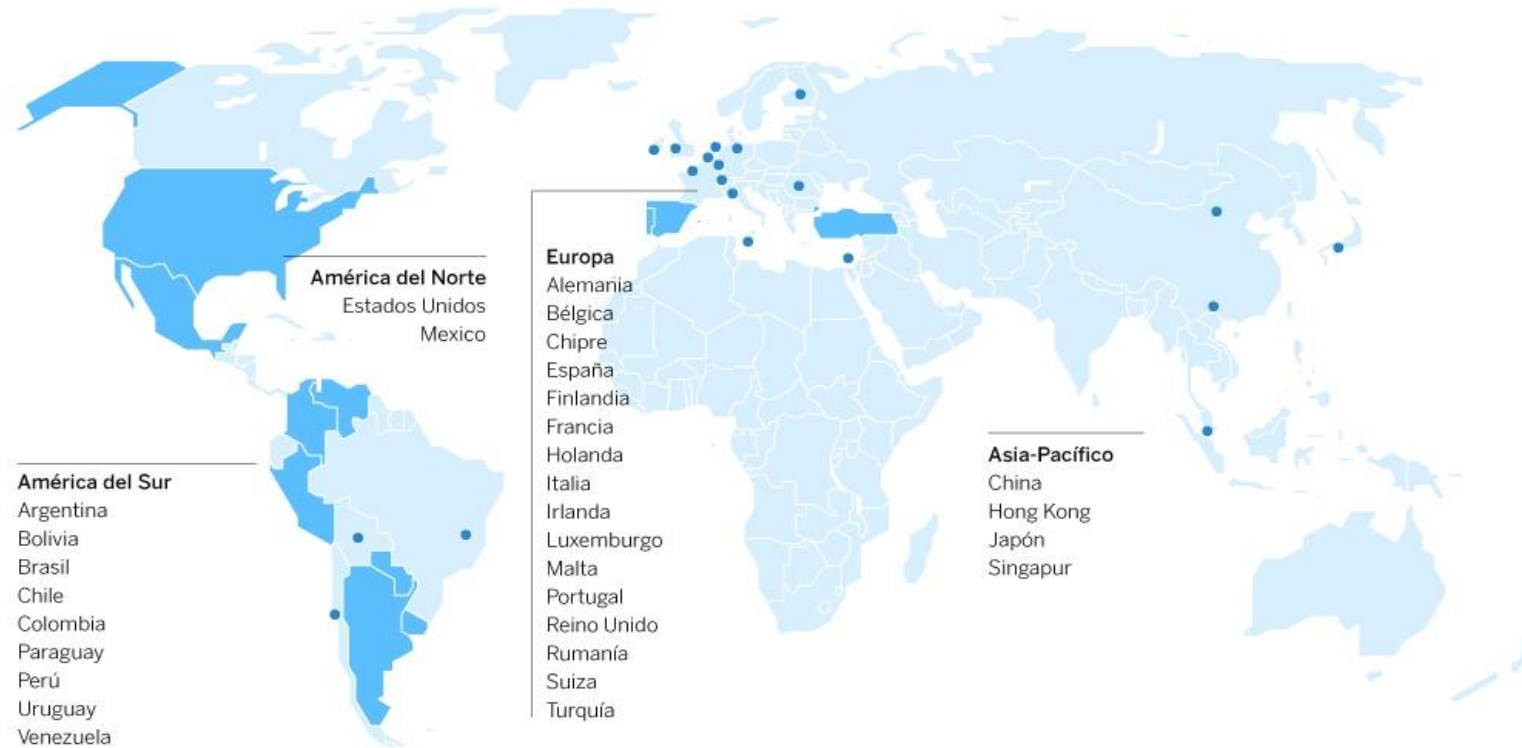 América del Norte
Estados Unidos
Mexico
América del Sur
Argentina
Bolivia
Brasil
Chile
Colombia
Paraguay
Perú
Uruguay
Venezuela
Europa
Alemania
Bélgica
Chipre
España
Finlandia
Francia
Holanda
Italia
Irlanda
Luxemburgo
Malta
Portugal
Reino Unido
Rumanía
Suiza
Turquía
Asia-Pacífico
China
Hong Kong
Japón
Singapur